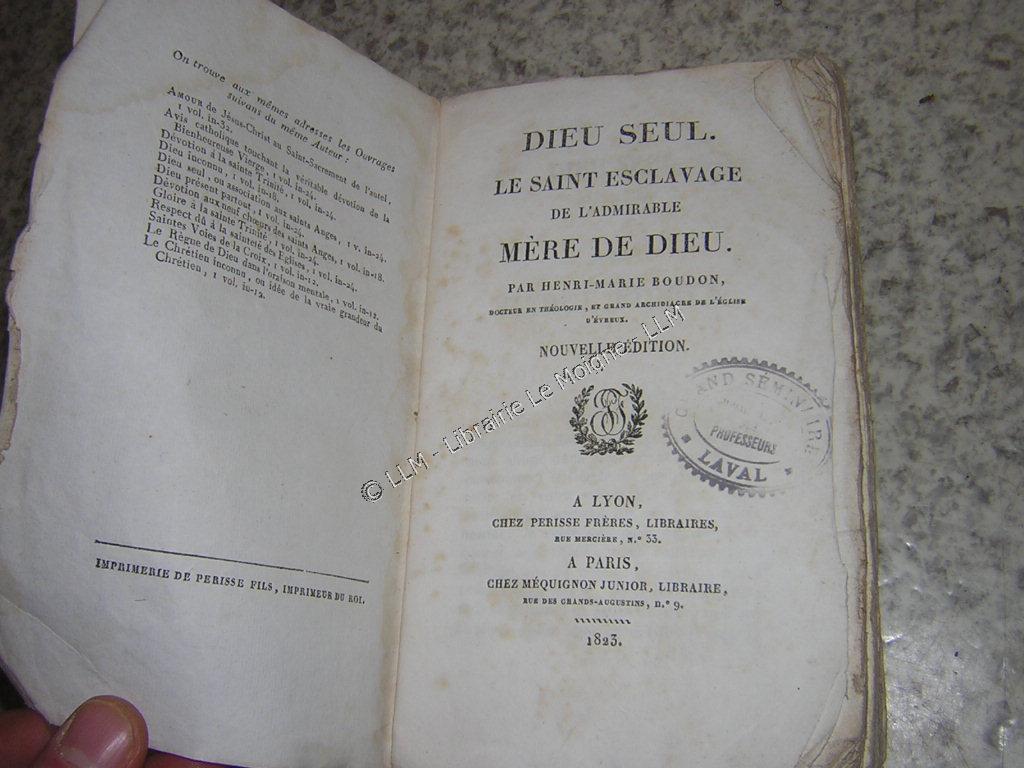 On trouve aux mêmes adresses les Ouvrages
suivans du même Auteur :
AMOUR de Jésus-Christ au Saint-Sacrement de l'autel,
1 vol. in-32.
Avis catholique touchant la véritable dévotion de la
Bienheureuse Vierge, 1 vol. in-24.
Dévotion à la sainte Trinité, 1 vol. in-24.
Dieu inconnu, 1 vol. in-18.
Dieu seul, ou association aux saints Anges, 1 v. in-24.
Dieu présent partout, 1 vol. in-24.
Dévotion aux neuf chœurs des saints Anges, 1 vol. in-18.
Gloire à la sainte Trinité, 1 vol. in-24.
Respect dû à la sainteté des Eglises, 1 vol. in-24.
Saintes Voies de la Croix, 1 vol. in-12.
Le Règne de Dieu dans l'oraison mentale, 1 vol. in-12.
Le Chrétien inconnu, ou idée de la vraie grandeur du
Chrétien, 1 vol. in-12.
IMPRIMERIE DE PERISSE FILS, IMPRIMEUR DU ROI.
DIEU SEUL.
LE SAINT ESCLAVAGE
DE L'ADMIRABLE
MÈRE DE DIEU.
PAR HENRI-MARIE BOUDON,
DOCTEUR EN THÉOLOGIE, ET GRAND ARCHIDIACRE DE L'ÉGLISE
D'ÉVREUX.
NOUVELLE ÉDITION.
GRAND SÉMINAIRE
PROFESSEURS
LAVAL
A LYON,
CHEZ PERISSE FRÈRES, LIBRAIRES,
RUE MERCIÈRE, N.º 33.
A PARIS,
CHEZ MÉQUIGNON JUNIOR, LIBRAIRE,
RUE DES GRANDS-AUGUSTINS, n.º 9.
1823.
© LLM - Librairie Le Moigne - LLM